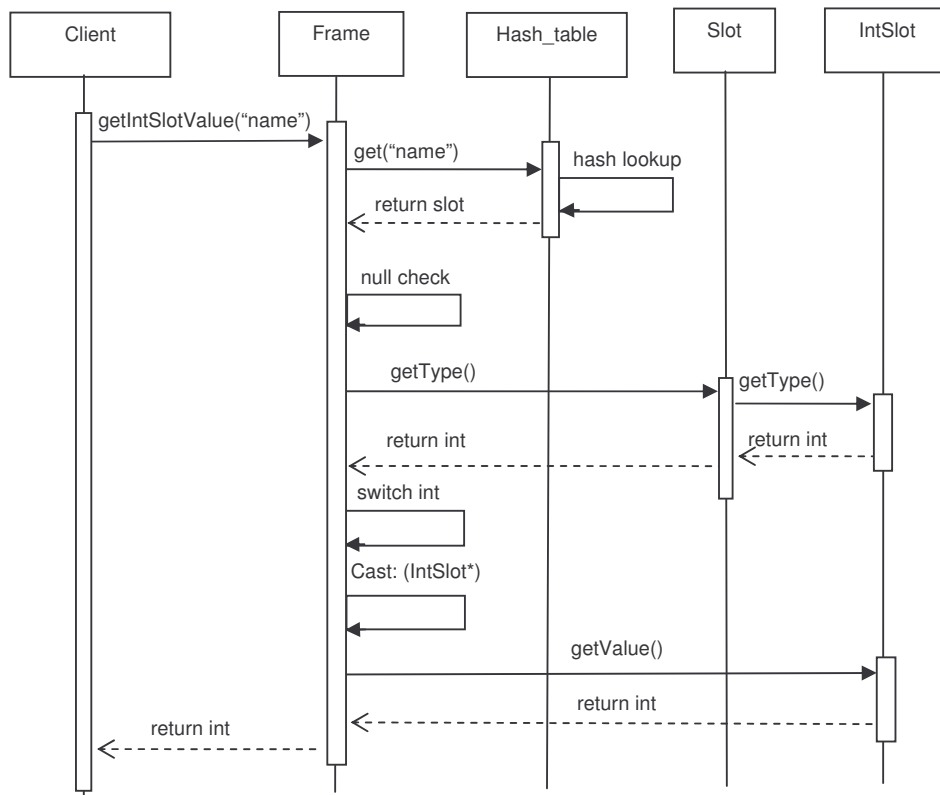 Client
Frame
Hash_table
Slot
IntSlot
getIntSlotValue(“name”)
get(“name”)
hash lookup
return slot
null check
getType()
getType()
return int
return int
switch int
Cast: (IntSlot*)
getValue()
return int
return int